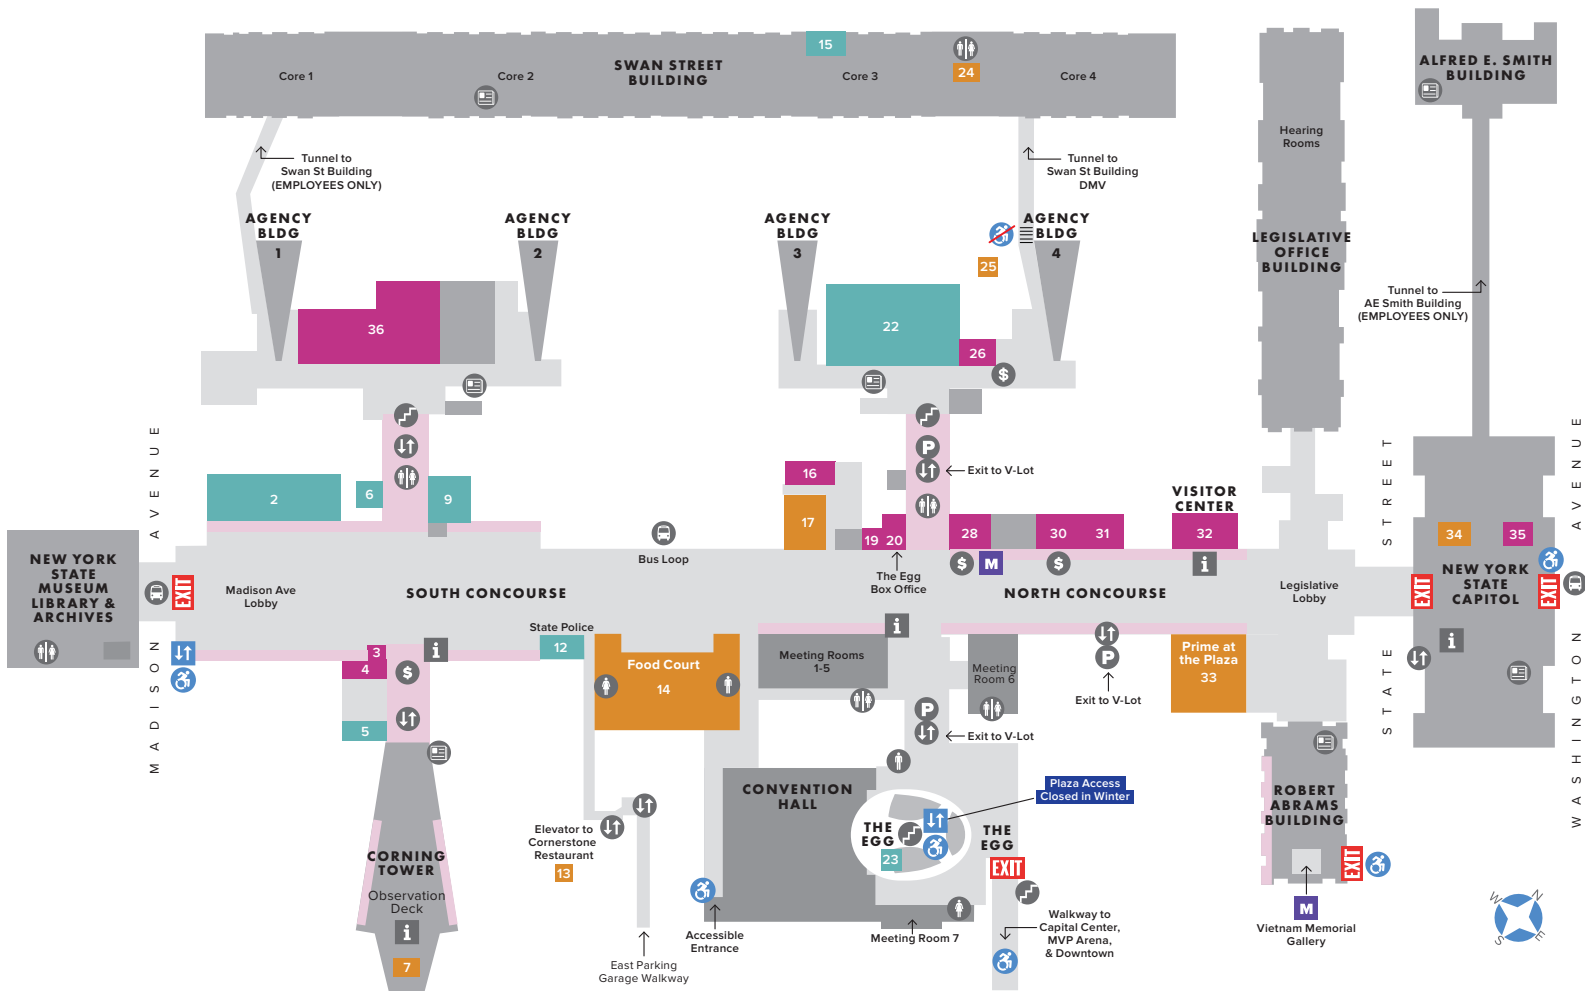 15
24
Core 1
Core 2
SWAN STREET
BUILDING
Core 3
Core 4
ALFRED E. SMITH
BUILDING
Hearing
Rooms
Tunnel to
Swan St Building
(EMPLOYEES ONLY)
Tunnel to
Swan St Building
DMV
AGENCY
BLDG
1
AGENCY
BLDG
2
AGENCY
BLDG
3
AGENCY
BLDG
4
25
LEGISLATIVE
OFFICE
BUILDING
Tunnel to
AE Smith Building
(EMPLOYEES ONLY)
36
22
26
$
P
Exit to V-Lot
2
6
9
16
17
19
20
28
30
31
VISITOR
CENTER
32
$
M
$
i
34
35
MADISON AVENUE
STATE STREET
WASHINGTON AVENUE
NEW YORK
STATE
MUSEUM
LIBRARY &
ARCHIVES
EXIT
Madison Ave
Lobby
SOUTH CONCOURSE
Bus Loop
The Egg
Box Office
NORTH CONCOURSE
Legislative
Lobby
EXIT
NEW YORK
STATE
CAPITOL
EXIT
i
3
4
5
$
i
State Police
12
Food Court
14
Meeting Rooms
1-5
i
Meeting
Room 6
P
Exit to V-Lot
Prime at
the Plaza
33
P
Exit to V-Lot
CONVENTION
HALL
THE
EGG
23
THE
EGG
EXIT
Plaza Access
Closed in Winter
ROBERT
ABRAMS
BUILDING
EXIT
M
Vietnam Memorial
Gallery
CORNING
TOWER
Observation
Deck
i
7
Elevator to
Cornerstone
Restaurant
13
East Parking
Garage Walkway
Accessible
Entrance
Meeting Room 7
Walkway to
Capital Center,
MVP Arena,
& Downtown
W
N
S
E